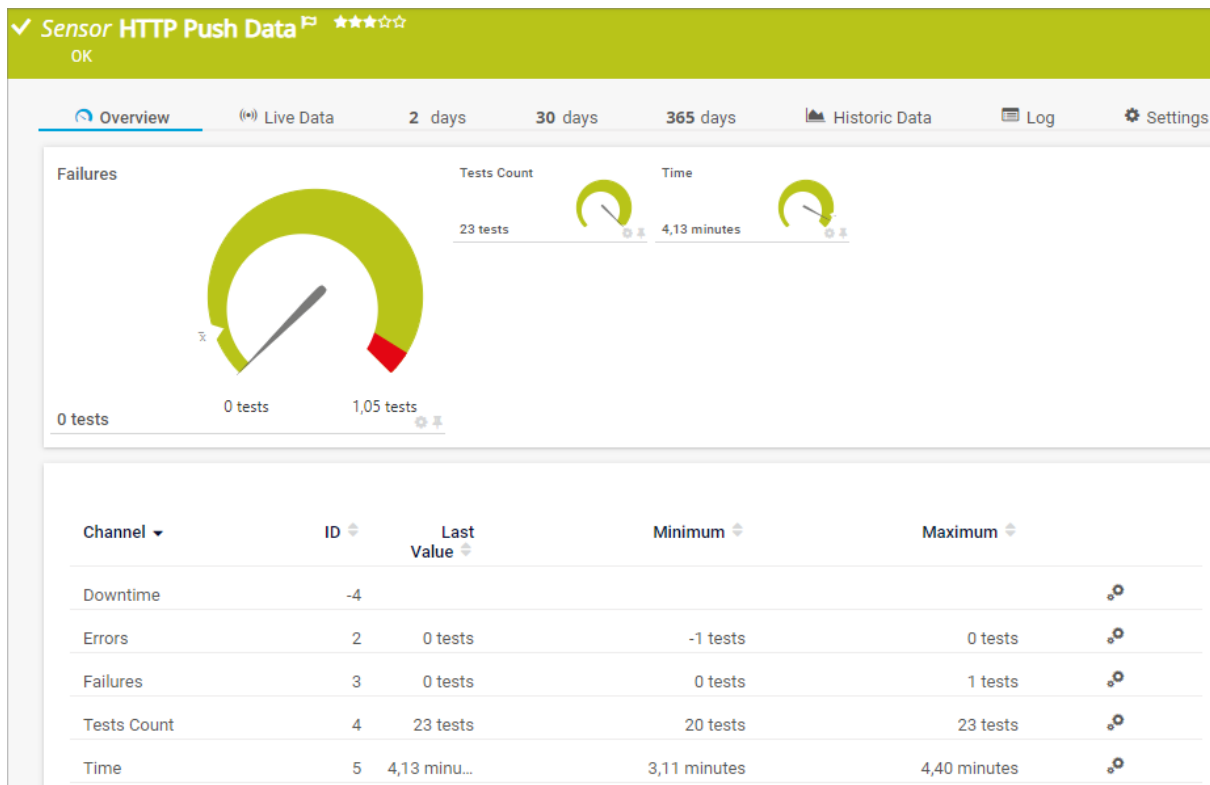 Sensor HTTP Push Data
OK
Overview
Live Data
2 days
30 days
365 days
Historic Data
Log
Settings
Failures
x̄
0 tests
1,05 tests
0 tests
Tests Count
23 tests
Time
4,13 minutes
Channel ID Last Value Minimum Maximum
Downtime -4
Errors 2 0 tests -1 tests 0 tests
Failures 3 0 tests 0 tests 1 tests
Tests Count 4 23 tests 20 tests 23 tests
Time 5 4,13 minu... 3,11 minutes 4,40 minutes